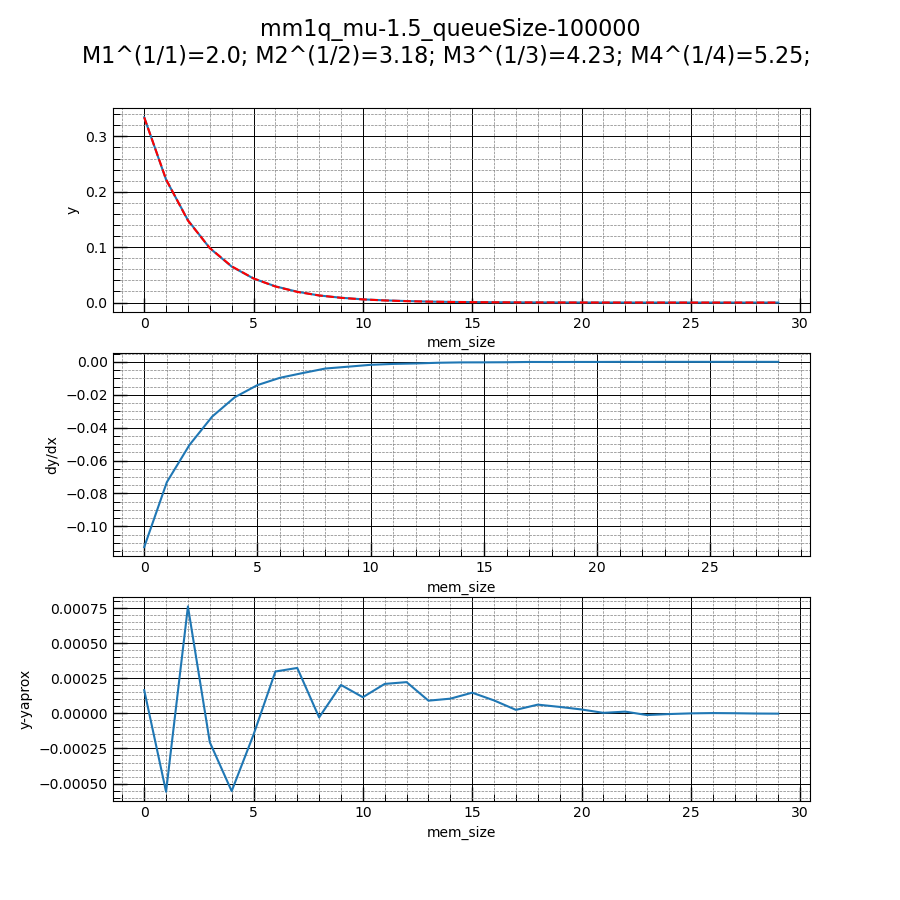 mm1q_mu-1.5_queueSize-100000
M1^(1/1)=2.0; M2^(1/2)=3.18; M3^(1/3)=4.23; M4^(1/4)=5.25;
0.3
0.2
0.1
0.0
y
0 5 10 15 20 25 30
mem_size
0.00
−0.02
−0.04
−0.06
−0.08
−0.10
dy/dx
0 5 10 15 20 25
mem_size
0.00075
0.00050
0.00025
0.00000
−0.00025
−0.00050
y-yaprox
0 5 10 15 20 25 30
mem_size